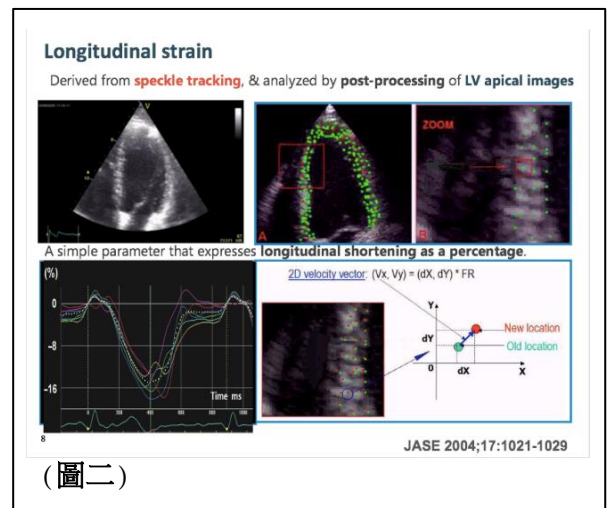 Longitudinal strain
Derived from speckle tracking, & analyzed by post-processing of LV apical images
V
ZOOM
A
B
A simple parameter that expresses longitudinal shortening as a percentage.
(%)
0
-8
-16
Time ms
0
2D velocity vector: (Vx, Vy) = (dX, dY) * FR
Y
New location
Old location
dY
0
dX
X
8
JASE 2004;17:1021-1029
(圖二)